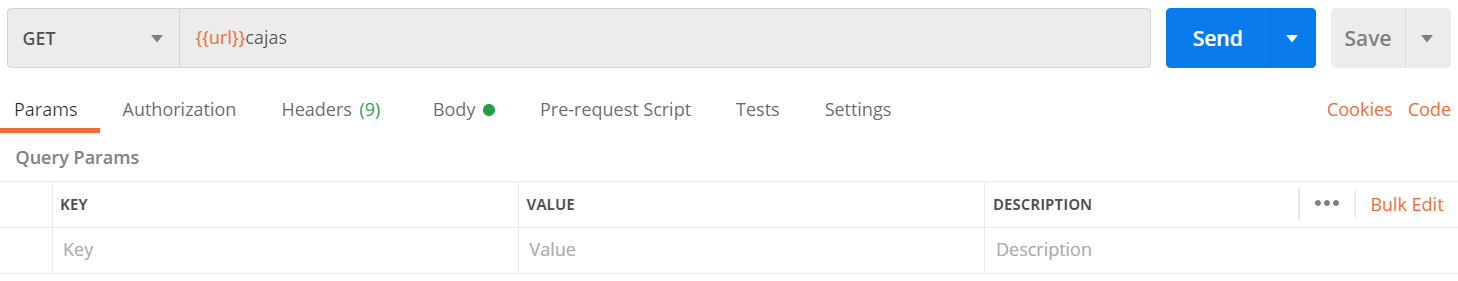 GET {{url}}cajas Send Save
Params Authorization Headers (9) Body Pre-request Script Tests Settings Cookies Code
Query Params
KEY VALUE DESCRIPTION Bulk Edit
Key Value Description